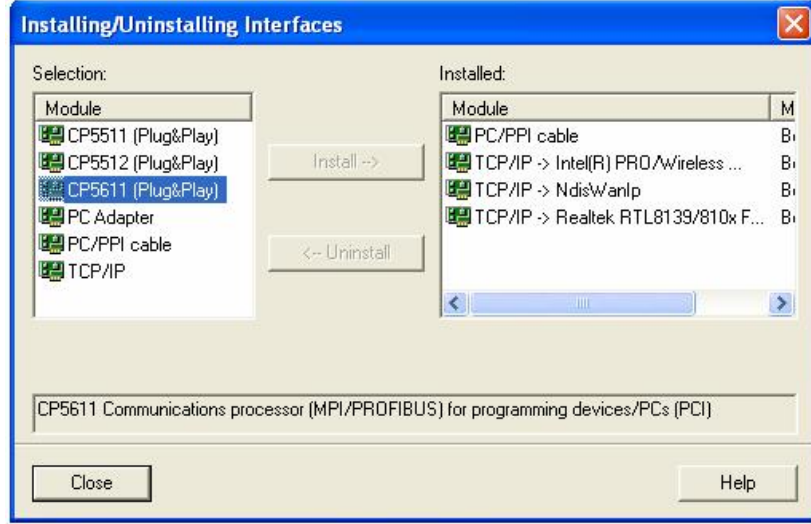 Installing/Uninstalling Interfaces
Selection:
Module
CP5511 (Plug&Play)
CP5512 (Plug&Play)
CP5611 (Plug&Play)
PC Adapter
PC/PPI cable
TCP/IP
Install -->
<-- Uninstall
Installed:
Module M
PC/PPI cable
TCP/IP -> Intel(R) PRO/Wireless ...
TCP/IP -> NdisWanIp
TCP/IP -> Realtek RTL8139/810x F...
CP5611 Communications processor (MPI/PROFIBUS) for programming devices/PCs (PCI)
Close
Help